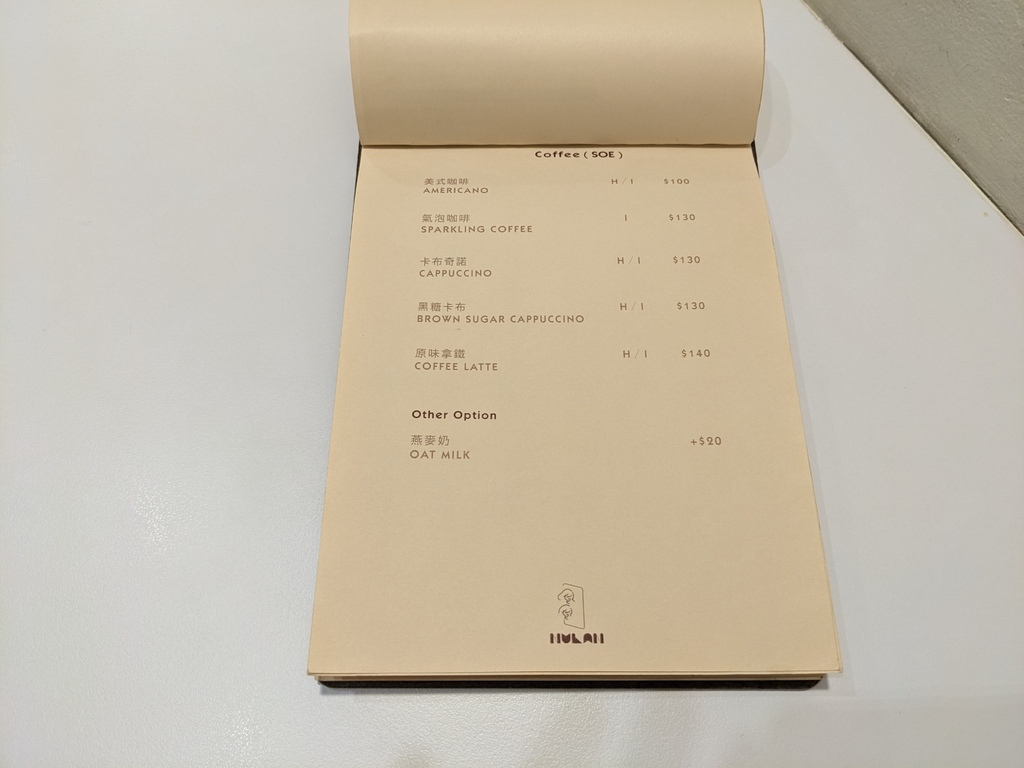 Coffee ( SOE )
美式咖啡 H / I $100
AMERICANO
氣泡咖啡 I $130
SPARKLING COFFEE
卡布奇諾 H / I $130
CAPPUCCINO
黑糖卡布 H / I $130
BROWN SUGAR CAPPUCCINO
原味拿鐵 H / I $140
COFFEE LATTE
Other Option
燕麥奶 +$20
OAT MILK